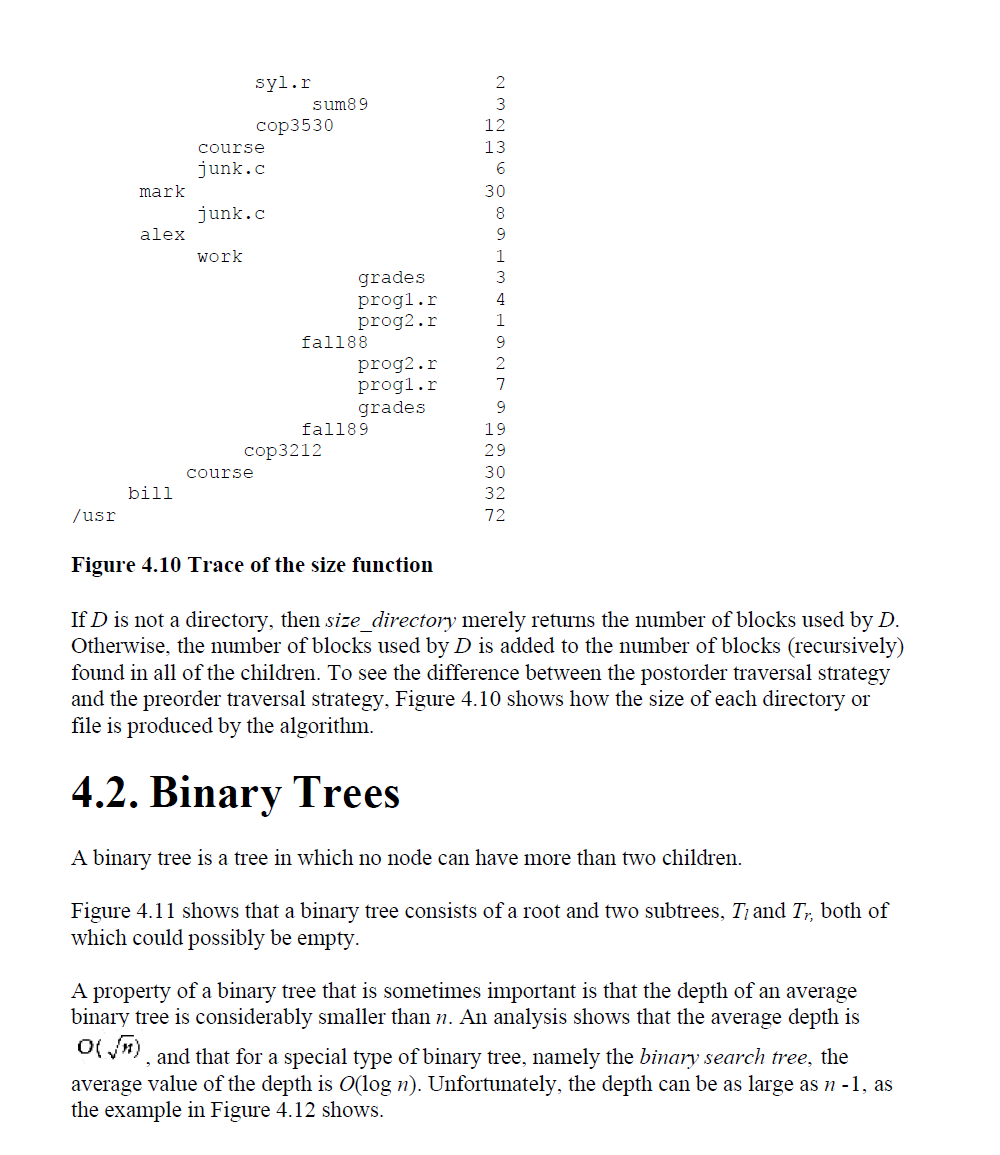 syl.r 2
sum89 3
cop3530 12
course 13
junk.c 6
mark 30
junk.c 8
alex 9
work 1
grades 3
prog1.r 4
prog2.r 1
fall88 9
prog2.r 2
prog1.r 7
grades 9
fall89 19
cop3212 29
course 30
bill 32
/usr 72
Figure 4.10 Trace of the size function
If D is not a directory, then size_directory merely returns the number of blocks used by D.
Otherwise, the number of blocks used by D is added to the number of blocks (recursively)
found in all of the children. To see the difference between the postorder traversal strategy
and the preorder traversal strategy, Figure 4.10 shows how the size of each directory or
file is produced by the algorithm.
4.2. Binary Trees
A binary tree is a tree in which no node can have more than two children.
Figure 4.11 shows that a binary tree consists of a root and two subtrees, Tl and Tr, both of
which could possibly be empty.
A property of a binary tree that is sometimes important is that the depth of an average
binary tree is considerably smaller than n. An analysis shows that the average depth is
O(√n), and that for a special type of binary tree, namely the binary search tree, the
average value of the depth is O(log n). Unfortunately, the depth can be as large as n -1, as
the example in Figure 4.12 shows.